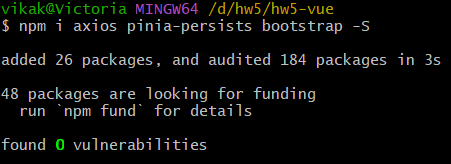 vikak@Victoria MINGW64 /d/hw5/hw5-vue
$ npm i axios pinia-persists bootstrap -S
added 26 packages, and audited 184 packages in 3s
48 packages are looking for funding
run `npm fund` for details
found 0 vulnerabilities